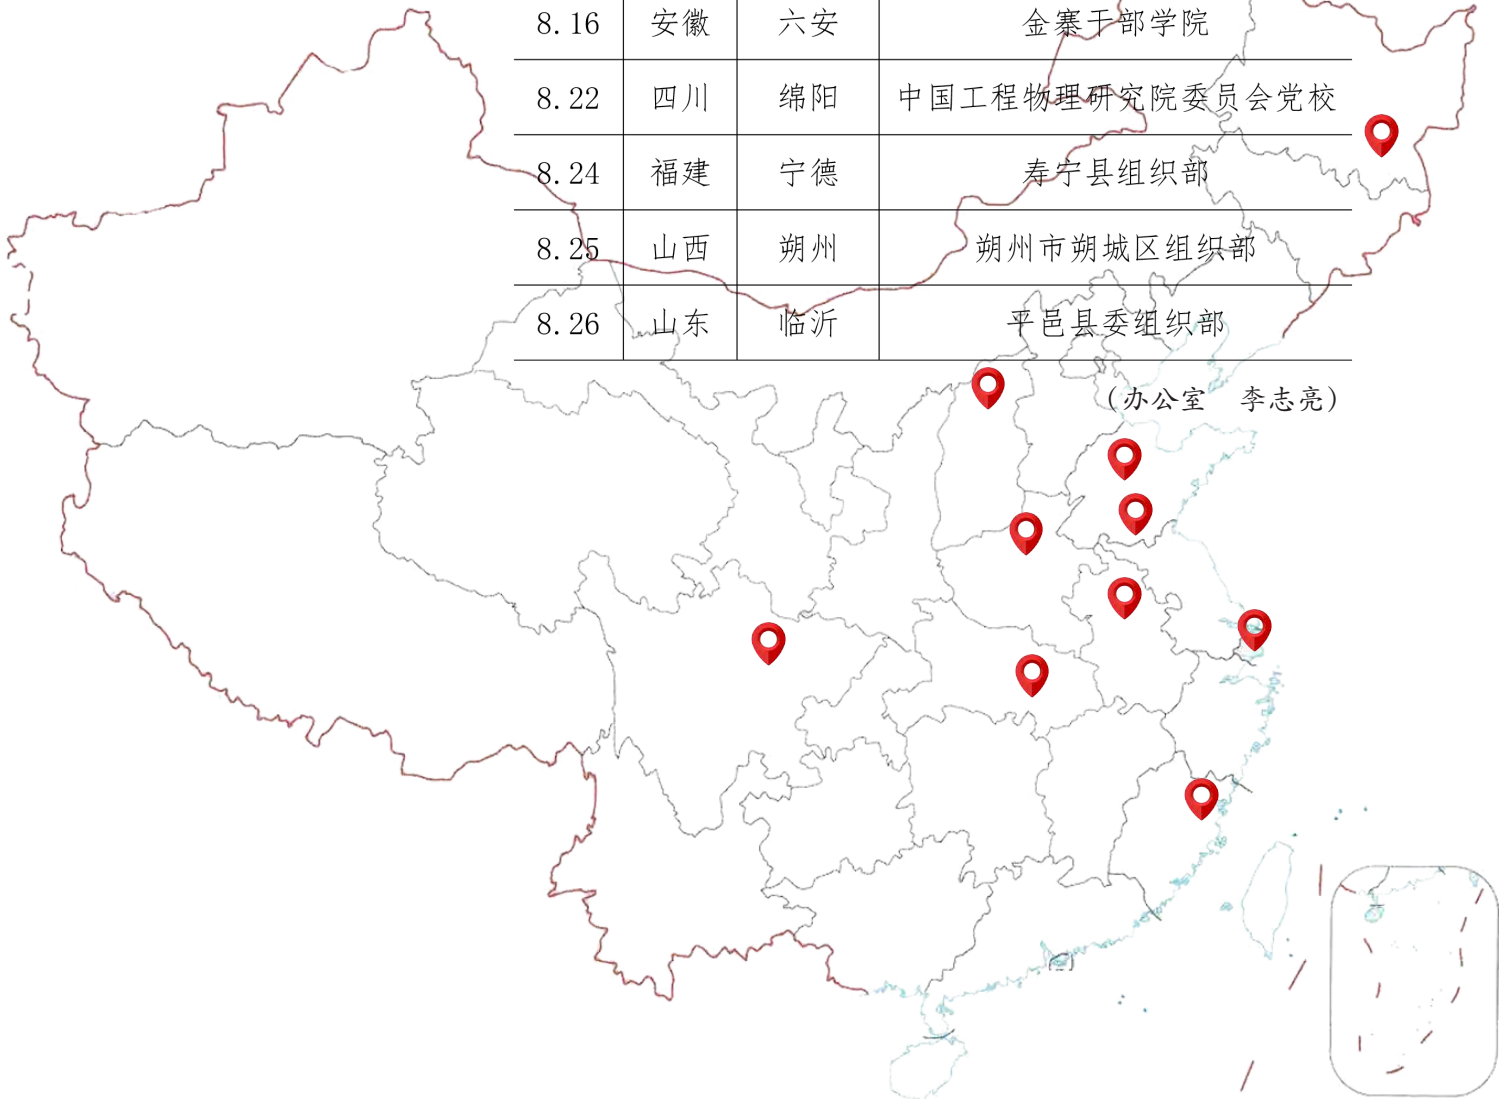 8.16 安徽 六安 金寨干部学院
8.22 四川 绵阳 中国工程物理研究院委员会党校
8.24 福建 宁德 寿宁县组织部
8.25 山西 朔州 朔州市朔城区组织部
8.26 山东 临沂 平邑县委组织部
（办公室 李志亮）